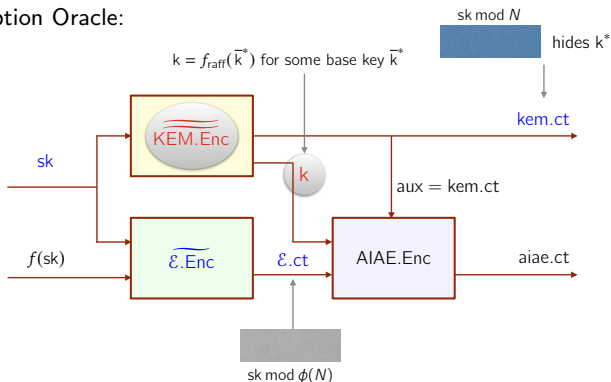 ption Oracle:
sk mod N
hides k*
k = f_raff(k̄*) for some base key k̄*
KEM.Enc
kem.ct
sk
k
aux = kem.ct
f(sk)
ℰ.Enc
ℰ.ct
AIAE.Enc
aiae.ct
sk mod ϕ(N)